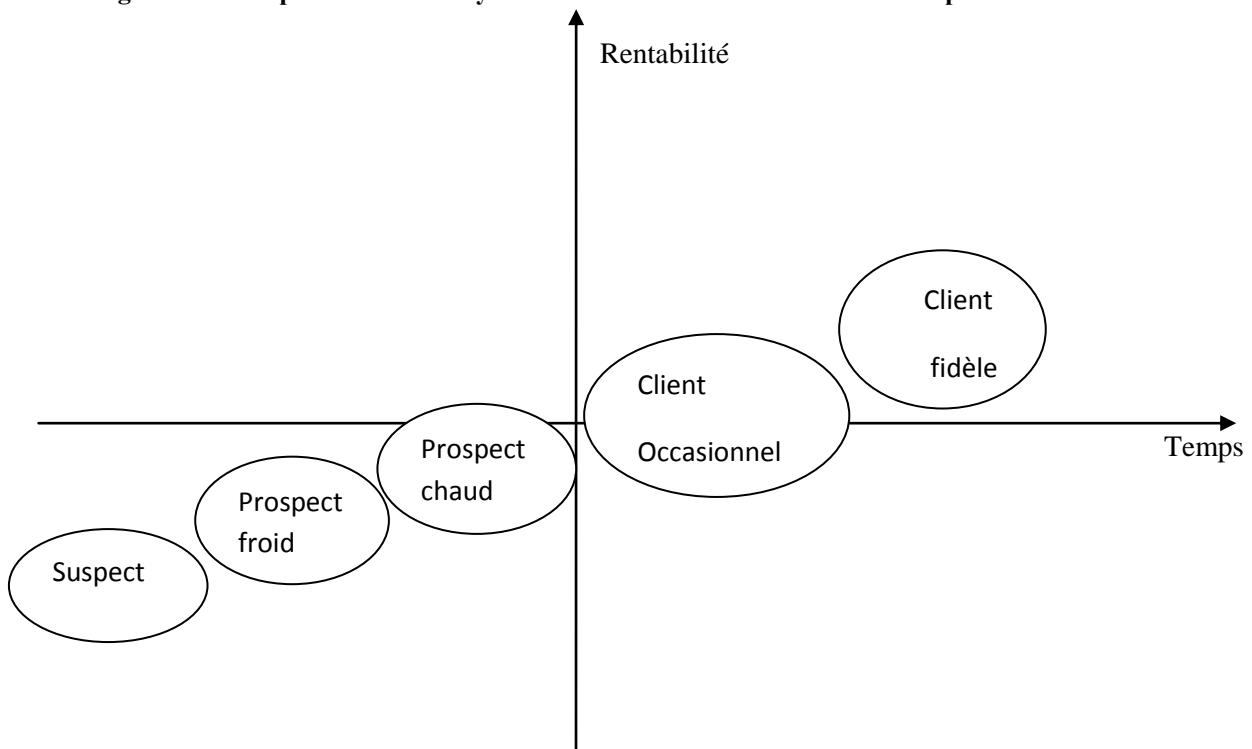 Rentabilité
Client
fidèle
Client
Occasionnel
Temps
Prospect
chaud
Prospect
froid
Suspect